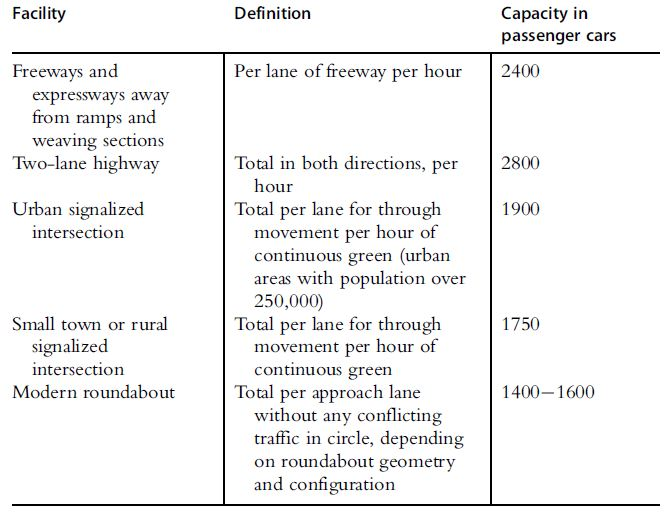 Facility Definition Capacity in
passenger cars
Freeways and Per lane of freeway per hour 2400
expressways away
from ramps and
weaving sections
Two-lane highway Total in both directions, per 2800
hour
Urban signalized Total per lane for through 1900
intersection movement per hour of
continuous green (urban
areas with population over
250,000)
Small town or rural Total per lane for through 1750
signalized movement per hour of
intersection continuous green
Modern roundabout Total per approach lane 1400−1600
without any conflicting
traffic in circle, depending
on roundabout geometry
and configuration